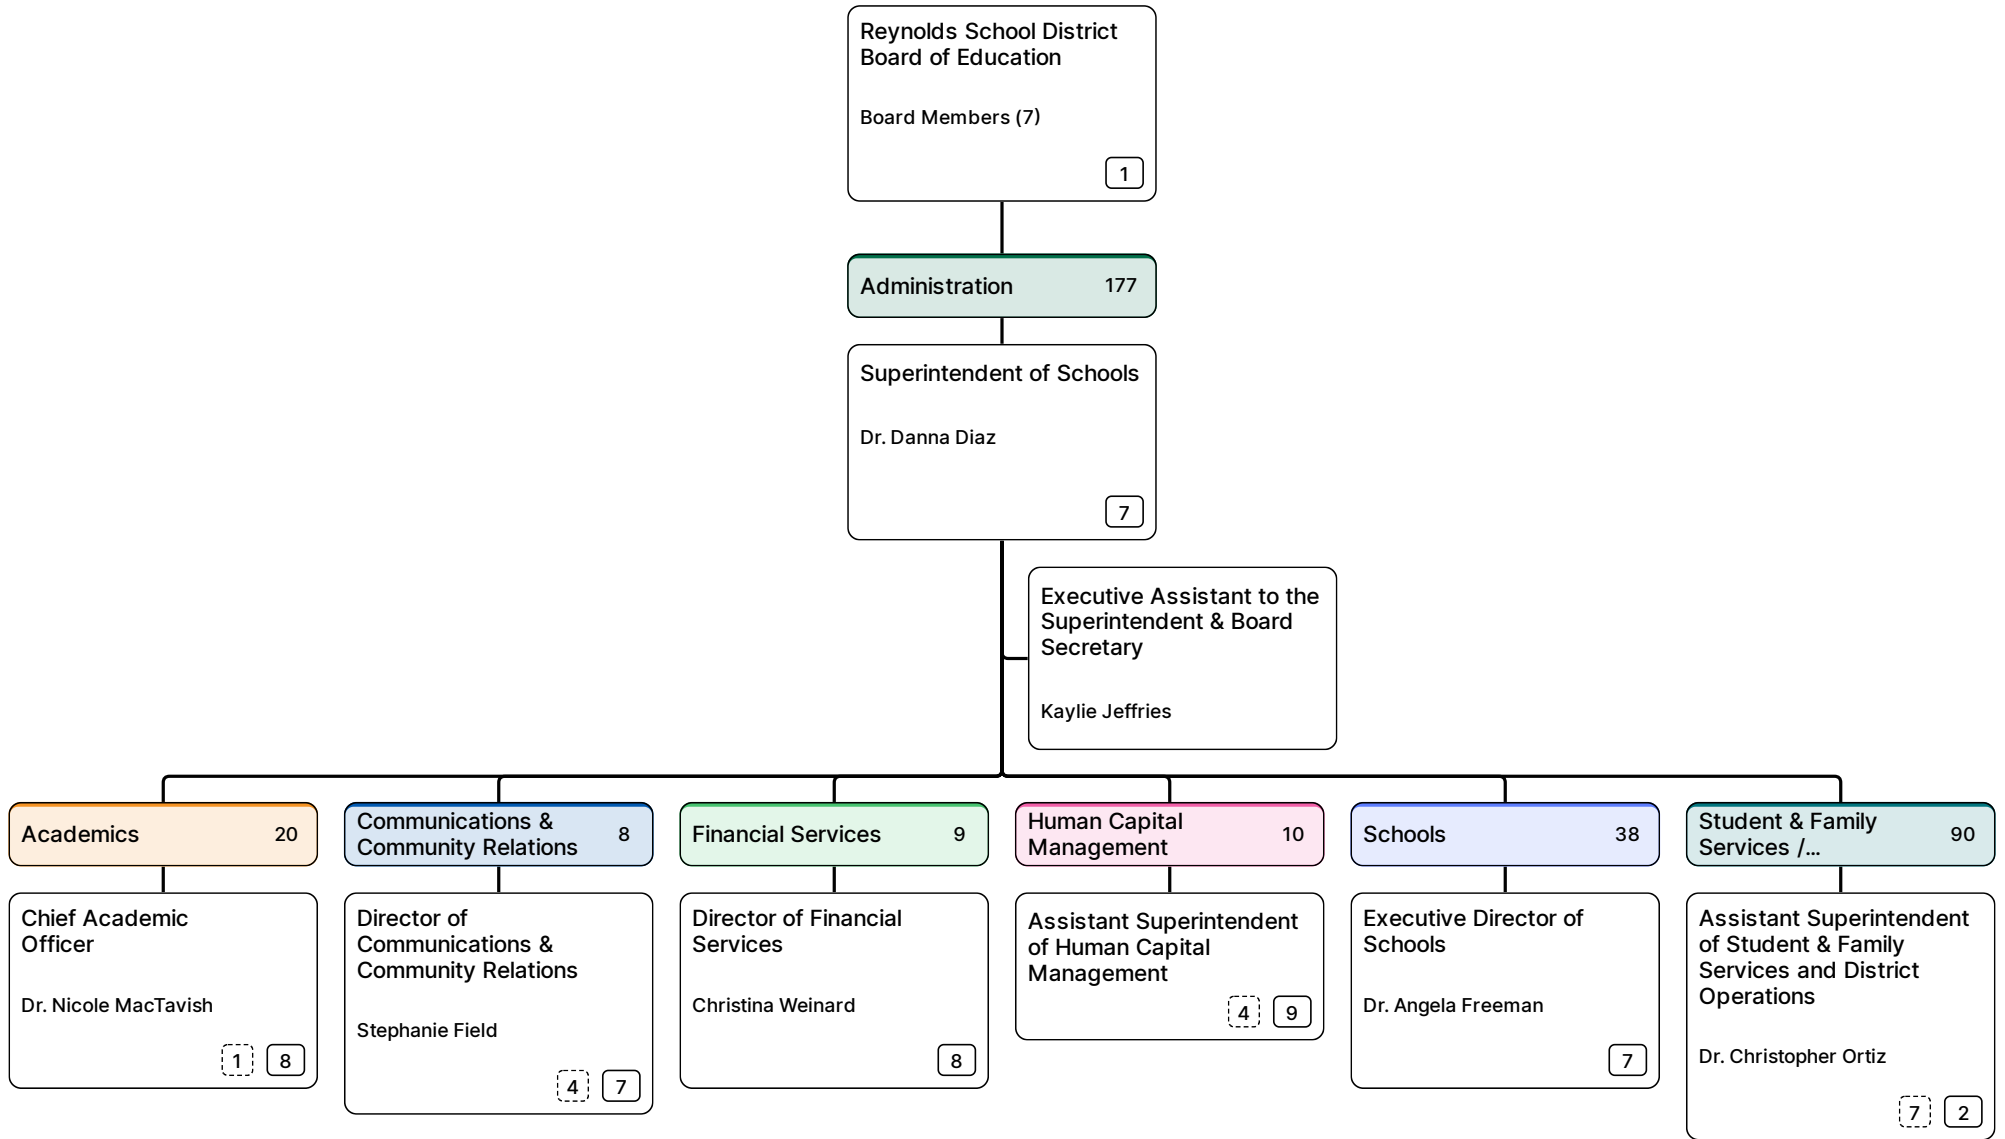 Reynolds School District
Board of Education
Board Members (7)
1
Administration 177
Superintendent of Schools
Dr. Danna Diaz
7
Executive Assistant to the
Superintendent & Board
Secretary
Kaylie Jeffries
Academics 20
Chief Academic
Officer
Dr. Nicole MacTavish
1 8
Communications &
Community Relations 8
Director of
Communications &
Community Relations
Stephanie Field
4 7
Financial Services 9
Director of Financial
Services
Christina Weinard
8
Human Capital
Management 10
Assistant Superintendent
of Human Capital
Management
4 9
Schools 38
Executive Director of
Schools
Dr. Angela Freeman
7
Student & Family
Services /... 90
Assistant Superintendent
of Student & Family
Services and District
Operations
Dr. Christopher Ortiz
7 2